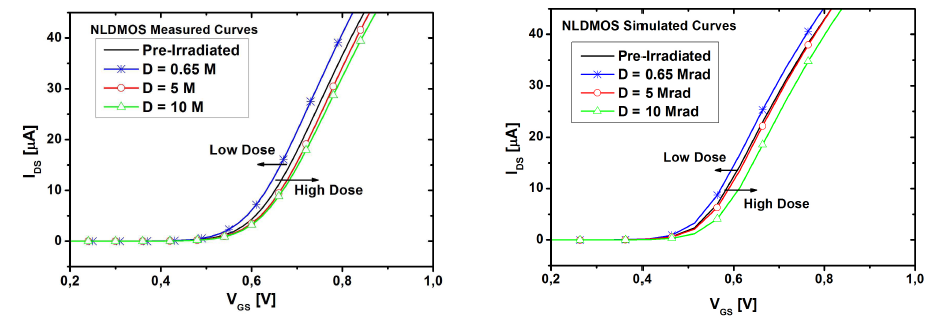 NLDMOS Measured Curves
Pre-Irradiated
D = 0.65 M
D = 5 M
D = 10 M
Low Dose
High Dose
I_DS [µA]
40
30
20
10
0
0,2 0,4 0,6 0,8 1,0
V_GS [V]
NLDMOS Simulated Curves
Pre-Irradiated
D = 0.65 Mrad
D = 5 Mrad
D = 10 Mrad
Low Dose
High Dose
I_DS [µA]
40
30
20
10
0
0,2 0,4 0,6 0,8 1,0
V_GS [V]